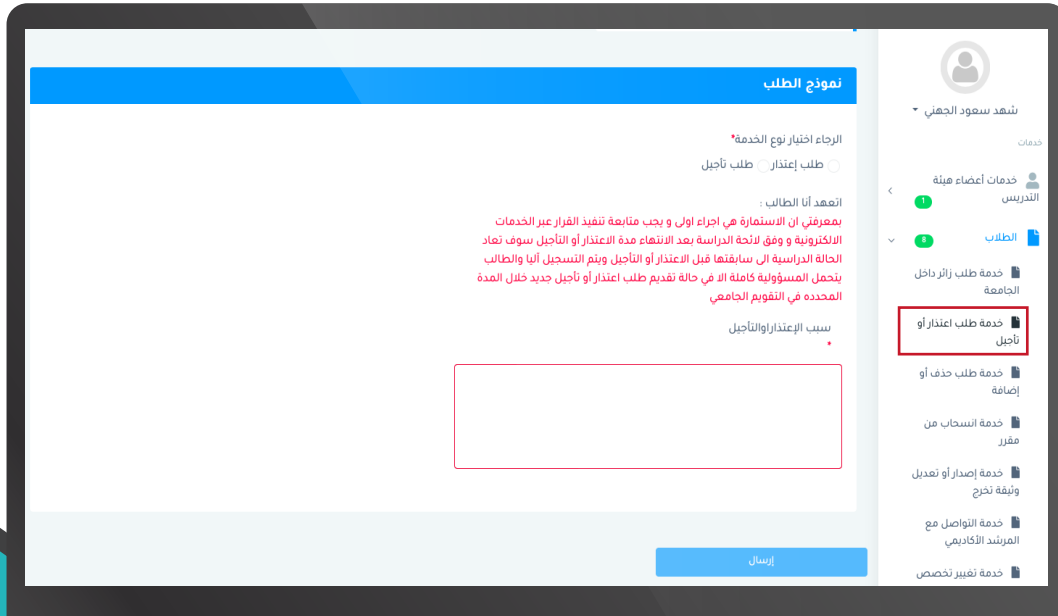 شهد سعود الجهني
خدمات
خدمات أعضاء هيئة
التدريس
1
الطلاب
8
خدمة طلب زائر داخل
الجامعة
خدمة طلب اعتذار أو
تأجيل
خدمة طلب حذف أو
إضافة
خدمة انسحاب من
مقرر
خدمة إصدار أو تعديل
وثيقة تخرج
خدمة التواصل مع
المرشد الأكاديمي
خدمة تغيير تخصص
نموذج الطلب
الرجاء اختيار نوع الخدمة*
طلب إعتذار طلب تأجيل
اتعهد أنا الطالب :
بمعرفتي ان الاستمارة هي اجراء اولى و يجب متابعة تنفيذ القرار عبر الخدمات
الالكترونية و وفق لائحة الدراسة بعد الانتهاء مدة الاعتذار أو التأجيل سوف تعاد
الحالة الدراسية الى سابقتها قبل الاعتذار أو التأجيل ويتم التسجيل آليا والطالب
يتحمل المسؤولية كاملة الا في حالة تقديم طلب اعتذار أو تأجيل جديد خلال المدة
المحدده في التقويم الجامعي
سبب الإعتذاراوالتأجيل
*
إرسال